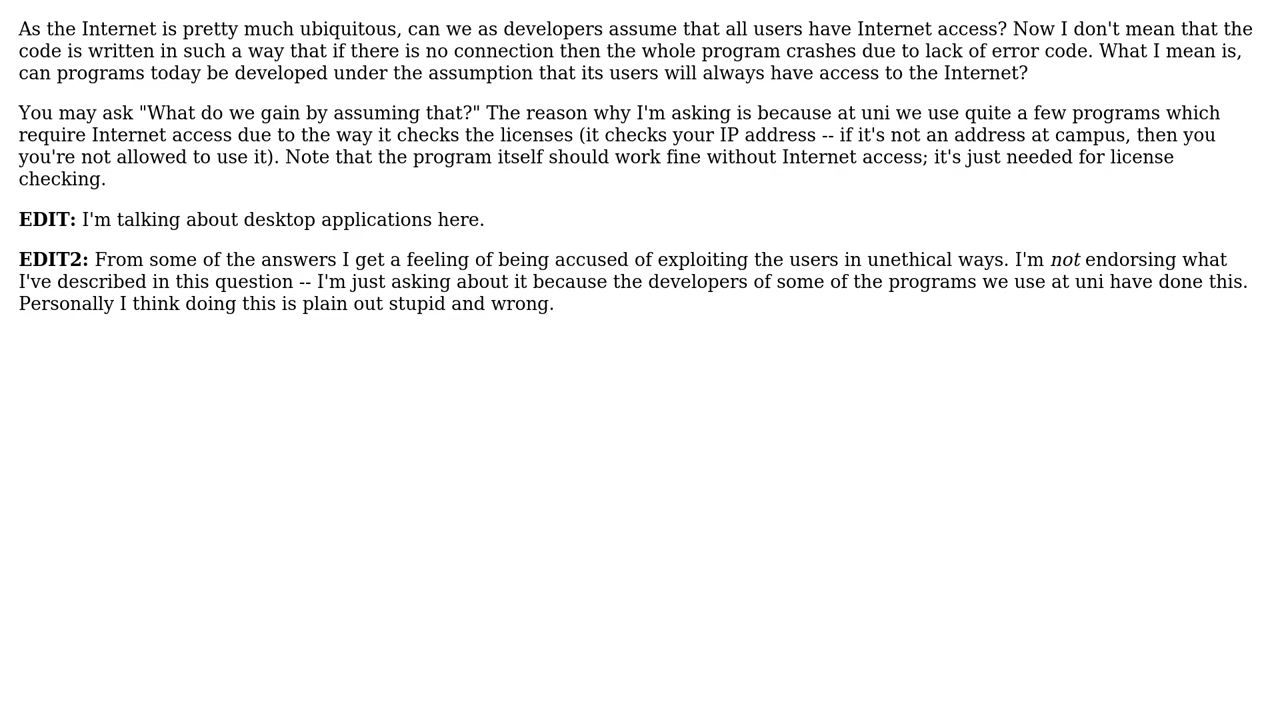 As the Internet is pretty much ubiquitous, can we as developers assume that all users have Internet access? Now I don't mean that the
code is written in such a way that if there is no connection then the whole program crashes due to lack of error code. What I mean is,
can programs today be developed under the assumption that its users will always have access to the Internet?
You may ask "What do we gain by assuming that?" The reason why I'm asking is because at uni we use quite a few programs which
require Internet access due to the way it checks the licenses (it checks your IP address -- if it's not an address at campus, then you
you're not allowed to use it). Note that the program itself should work fine without Internet access; it's just needed for license
checking.
EDIT: I'm talking about desktop applications here.
EDIT2: From some of the answers I get a feeling of being accused of exploiting the users in unethical ways. I'm not endorsing what
I've described in this question -- I'm just asking about it because the developers of some of the programs we use at uni have done this.
Personally I think doing this is plain out stupid and wrong.